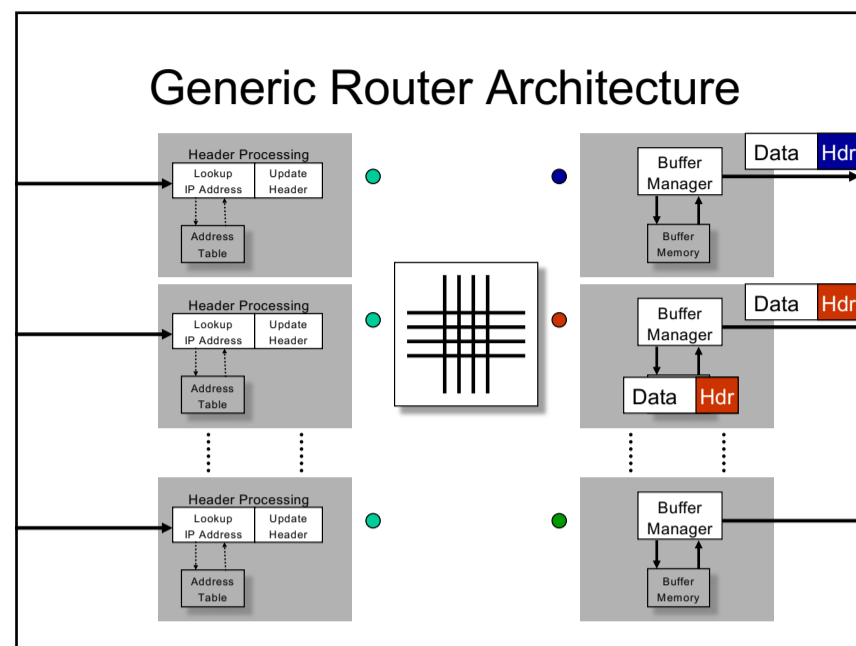 Generic Router Architecture
Header Processing
Lookup
IP Address
Update
Header
Address
Table
Buffer
Manager
Buffer
Memory
Data Hdr
Header Processing
Lookup
IP Address
Update
Header
Address
Table
Buffer
Manager
Data Hdr
Data Hdr
Header Processing
Lookup
IP Address
Update
Header
Address
Table
Buffer
Manager
Buffer
Memory